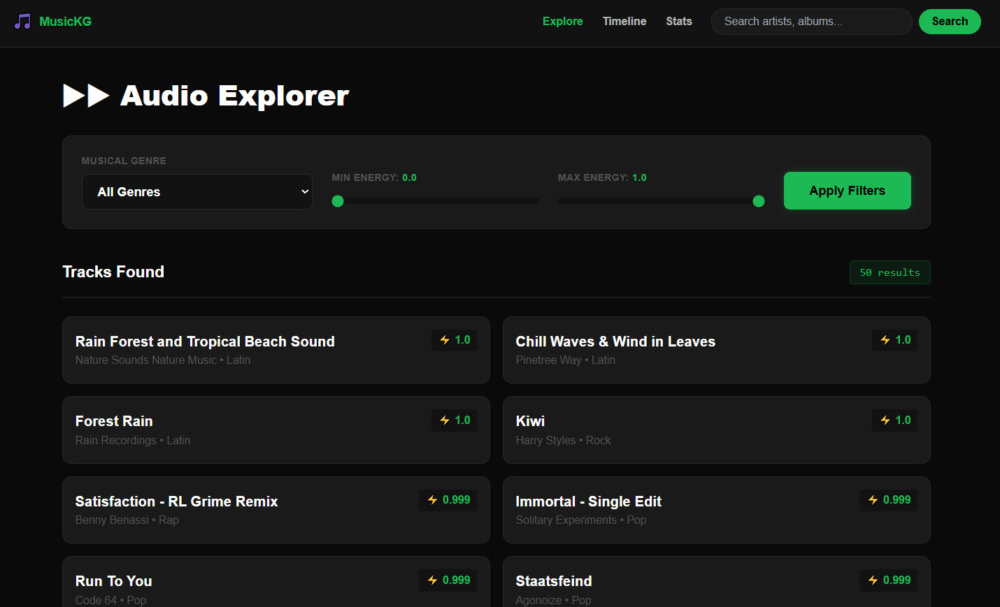 MusicKG
Explore Timeline Stats Search artists, albums... Search
Audio Explorer
MUSICAL GENRE
All Genres
MIN ENERGY: 0.0
MAX ENERGY: 1.0
Apply Filters
Tracks Found
50 results
Rain Forest and Tropical Beach Sound
1.0
Nature Sounds Nature Music • Latin
Chill Waves & Wind in Leaves
1.0
Pinetree Way • Latin
Forest Rain
1.0
Rain Recordings • Latin
Kiwi
1.0
Harry Styles • Rock
Satisfaction - RL Grime Remix
0.999
Benny Benassi • Rap
Immortal - Single Edit
0.999
Solitary Experiments • Pop
Run To You
0.999
Code 64 • Pop
Staatsfeind
0.999
Agonoize • Pop